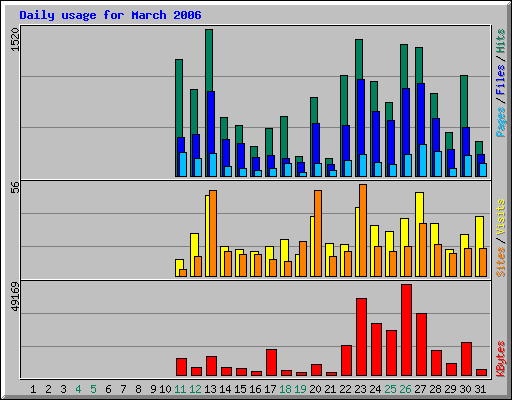 Daily usage for March 2006
1520
Pages / Files / Hits
56
Sites / Visits
49169
KBytes
1 2 3 4 5 6 7 8 9 10 11 12 13 14 15 16 17 18 19 20 21 22 23 24 25 26 27 28 29 30 31